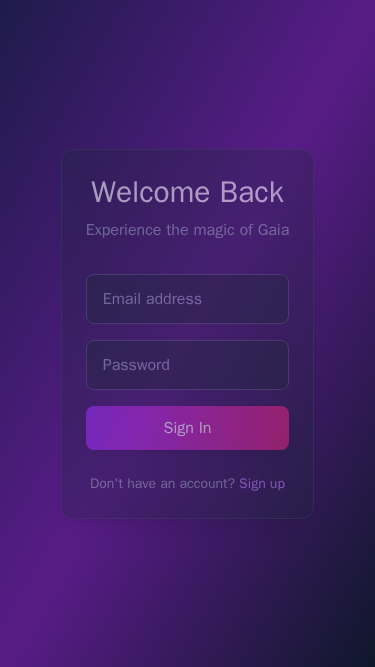 Welcome Back
Experience the magic of Gaia
Email address
Password
Sign In
Don't have an account? Sign up